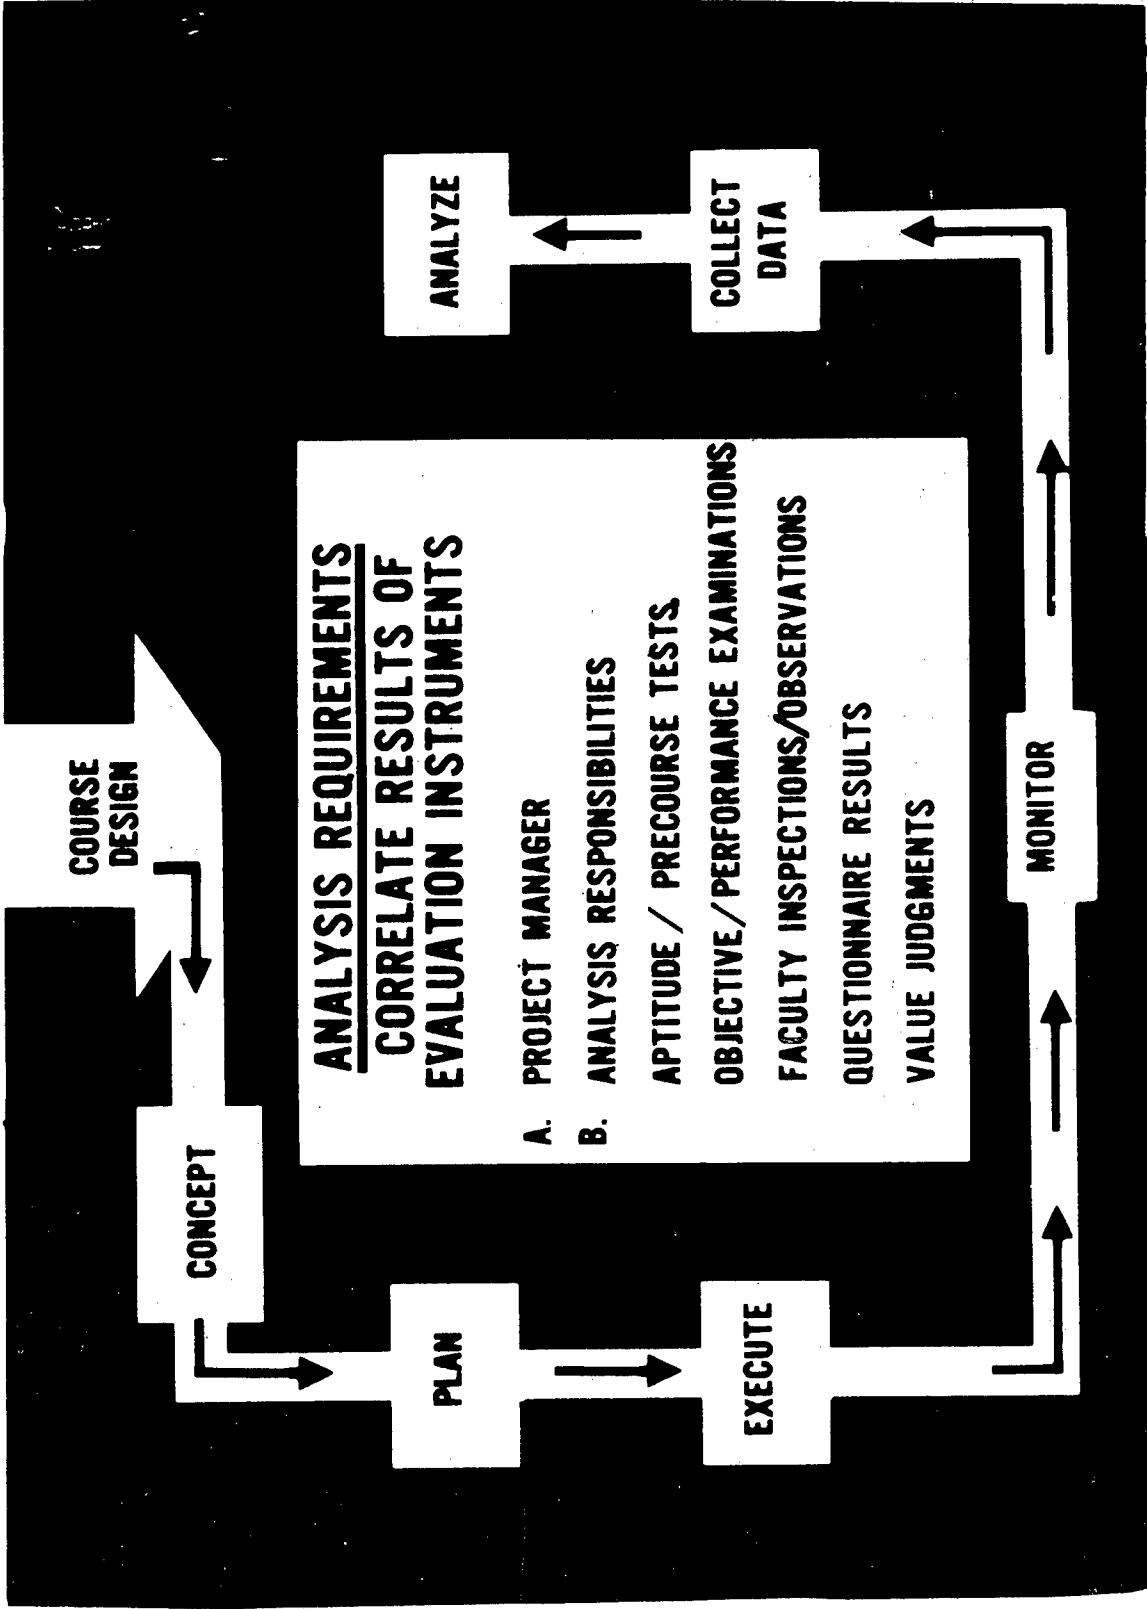 COURSE
DESIGN
CONCEPT
PLAN
EXECUTE
MONITOR
COLLECT
DATA
ANALYZE
ANALYSIS REQUIREMENTS
CORRELATE RESULTS OF
EVALUATION INSTRUMENTS
A. PROJECT MANAGER
B. ANALYSIS RESPONSIBILITIES
APTITUDE / PRECOURSE TESTS
OBJECTIVE/PERFORMANCE EXAMINATIONS
FACULTY INSPECTIONS/OBSERVATIONS
QUESTIONNAIRE RESULTS
VALUE JUDGMENTS